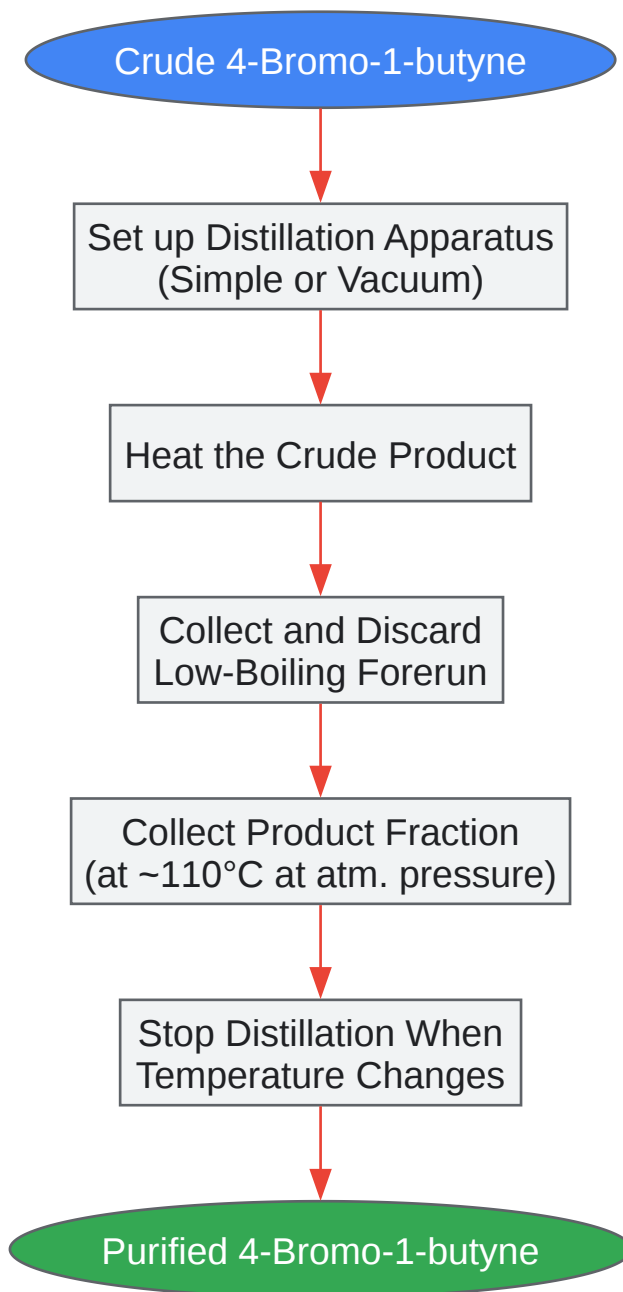 Crude 4-Bromo-1-butyne
Set up Distillation Apparatus
(Simple or Vacuum)
Heat the Crude Product
Collect and Discard
Low-Boiling Forerun
Collect Product Fraction
(at ~110°C at atm. pressure)
Stop Distillation When
Temperature Changes
Purified 4-Bromo-1-butyne